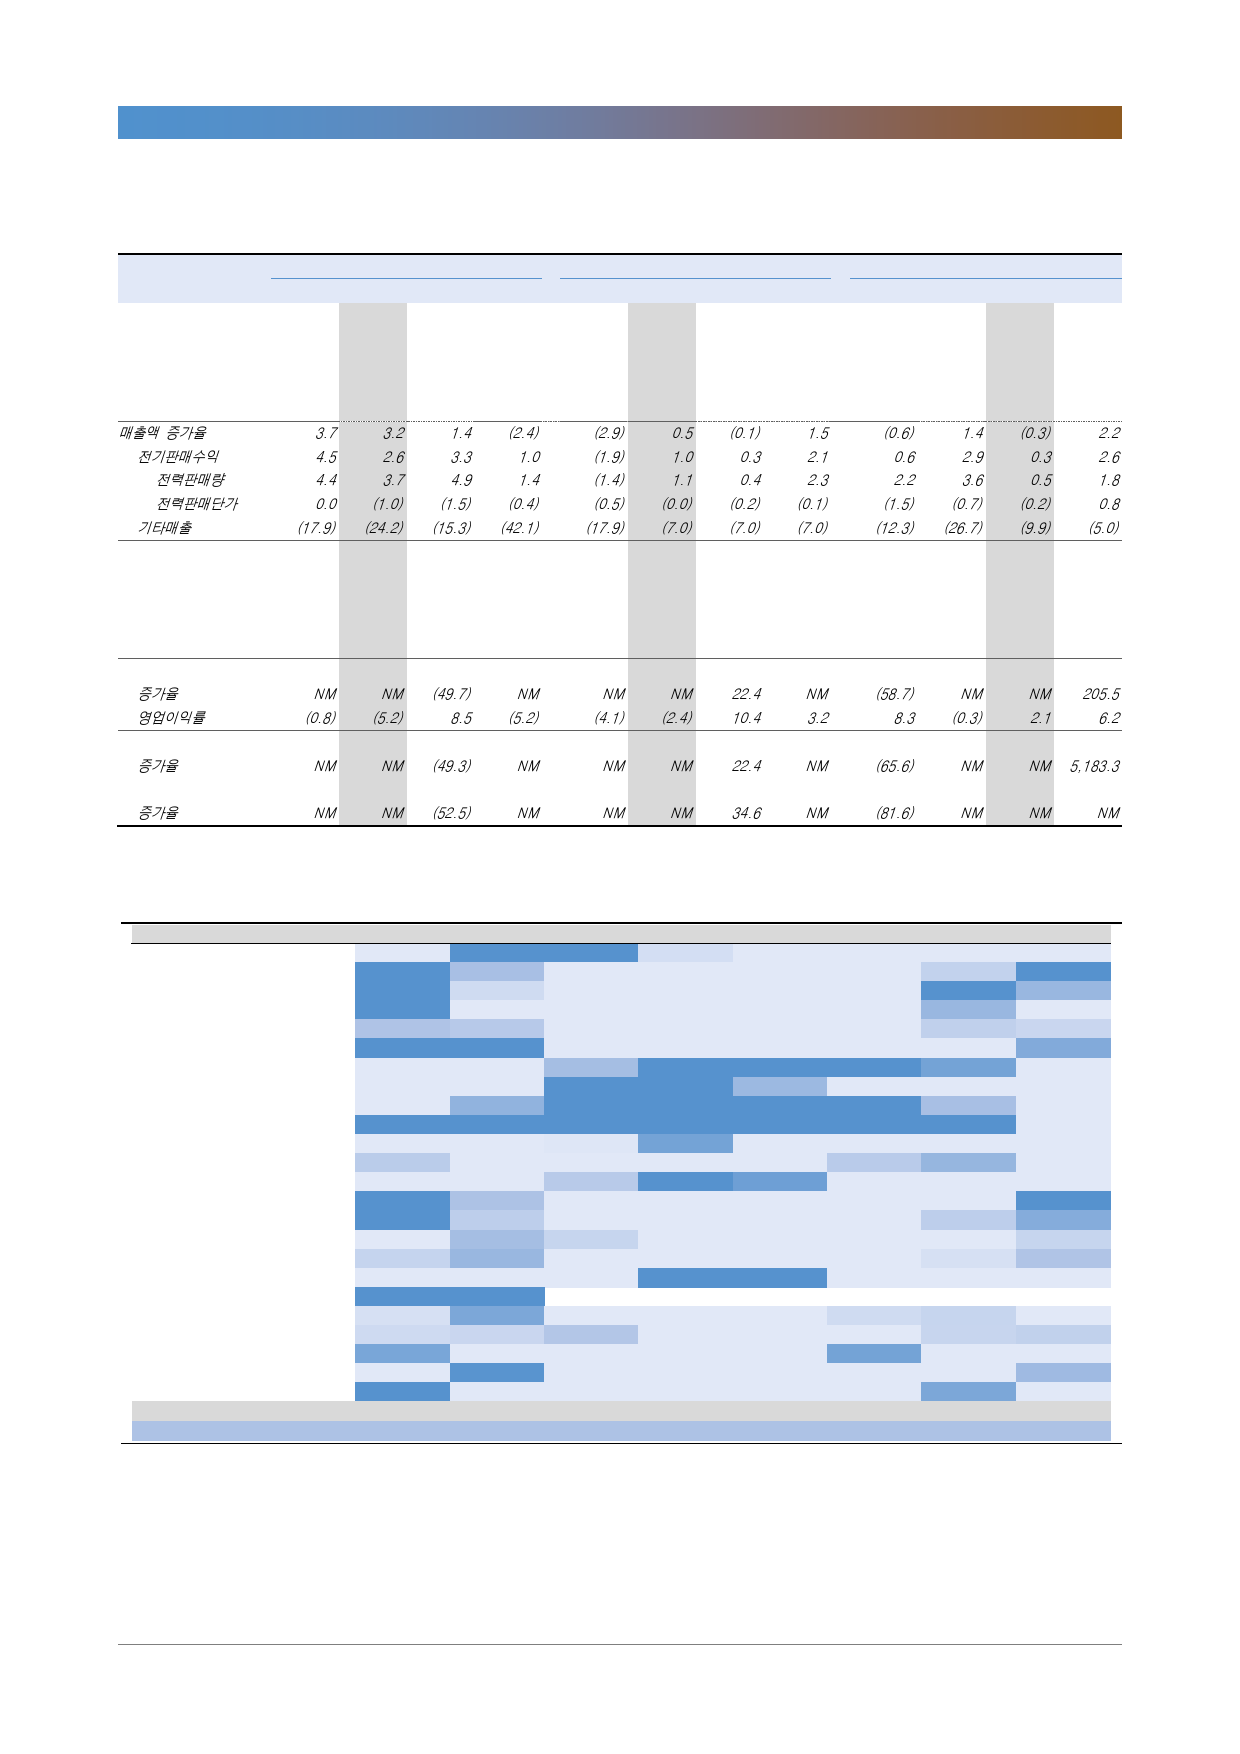 매출액 증가율 3.7 3.2 1.4 (2.4) (2.9) 0.5 (0.1) 1.5 (0.6) 1.4 (0.3) 2.2
전기판매수익 4.5 2.6 3.3 1.0 (1.9) 1.0 0.3 2.1 0.6 2.9 0.3 2.6
전력판매량 4.4 3.7 4.9 1.4 (1.4) 1.1 0.4 2.3 2.2 3.6 0.5 1.8
전력판매단가 0.0 (1.0) (1.5) (0.4) (0.5) (0.0) (0.2) (0.1) (1.5) (0.7) (0.2) 0.8
기타매출 (17.9) (24.2) (15.3) (42.1) (17.9) (7.0) (7.0) (7.0) (12.3) (26.7) (9.9) (5.0)
증가율 NM NM (49.7) NM NM NM 22.4 NM (58.7) NM NM 205.5
영업이익률 (0.8) (5.2) 8.5 (5.2) (4.1) (2.4) 10.4 3.2 8.3 (0.3) 2.1 6.2
증가율 NM NM (49.3) NM NM NM 22.4 NM (65.6) NM NM 5,183.3
증가율 NM NM (52.5) NM NM NM 34.6 NM (81.6) NM NM NM